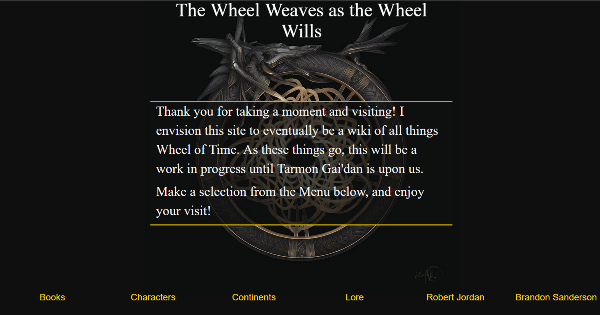 The Wheel Weaves as the Wheel
Wills
Thank you for taking a moment and visiting! I
envision this site to eventually be a wiki of all things
Wheel of Time. As these things go, this will be a
work in progress until Tarmon Gai'dan is upon us.
Make a selection from the Menu below, and enjoy
your visit!
Books Characters Continents Lore Robert Jordan Brandon Sanderson